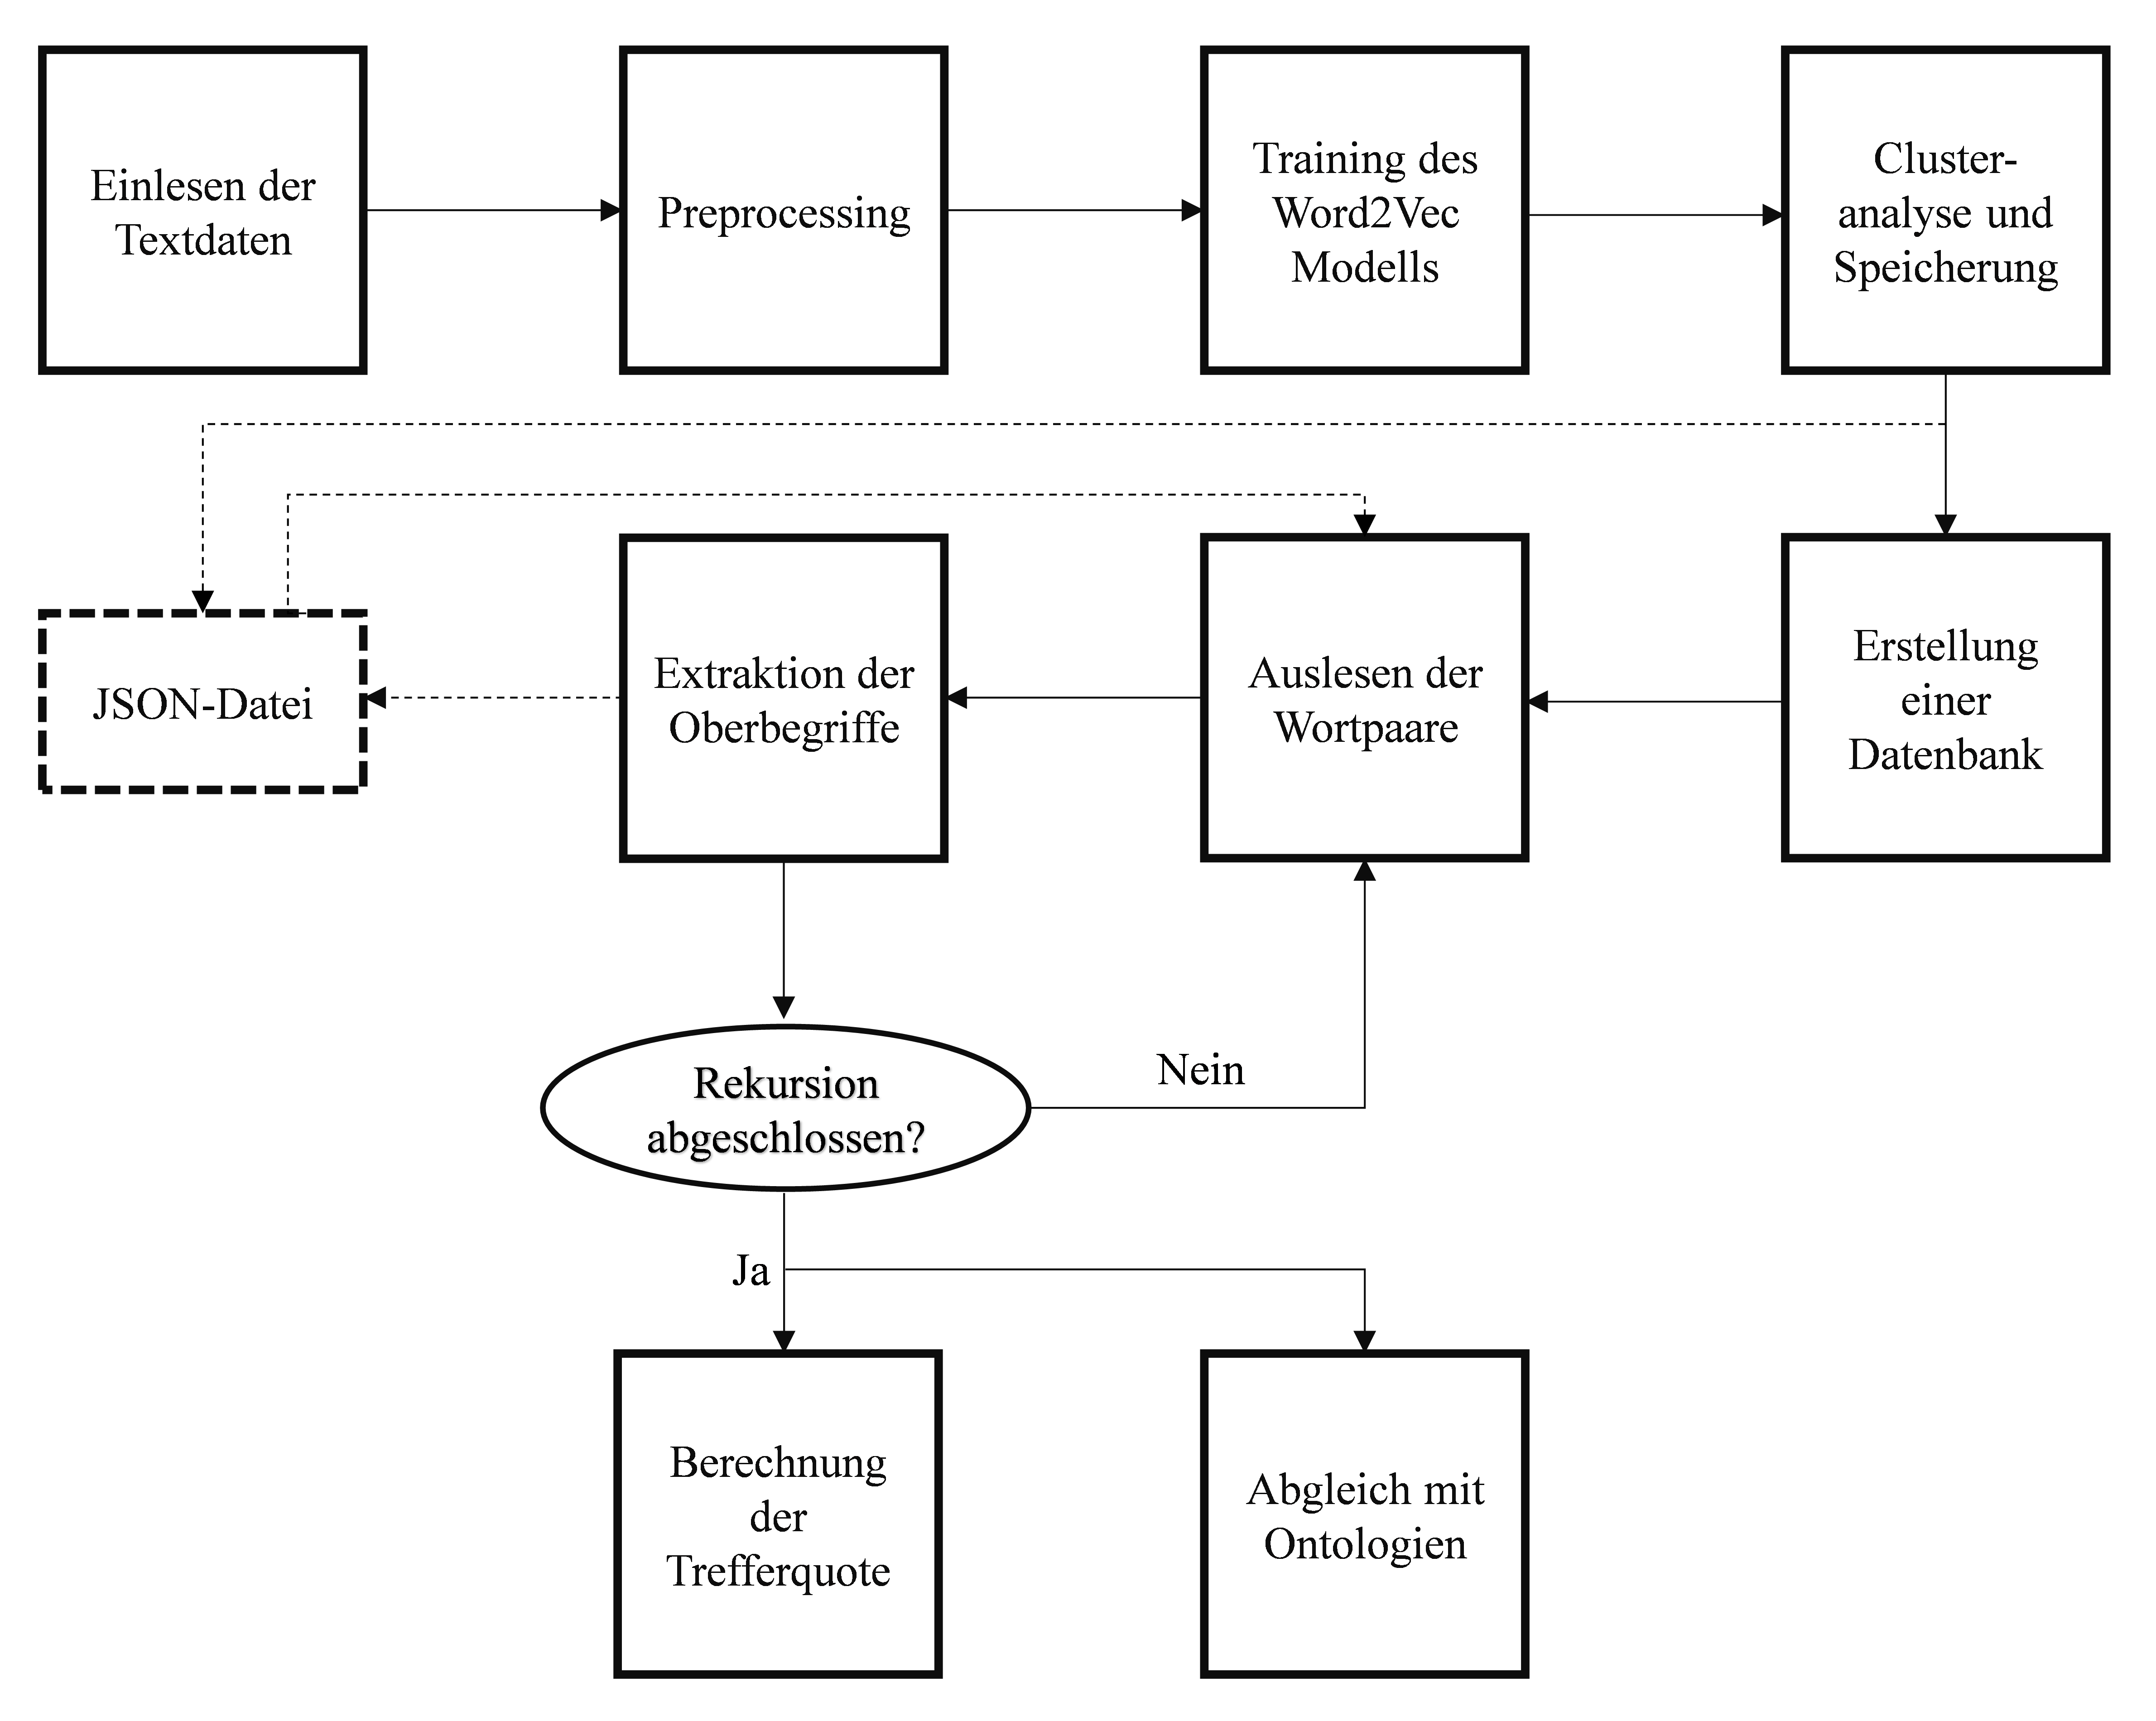 Einlesen der
Textdaten
Preprocessing
Training des
Word2Vec
Modells
Cluster-
analyse und
Speicherung
JSON-Datei
Extraktion der
Oberbegriffe
Auslesen der
Wortpaare
Erstellung
einer
Datenbank
Rekursion
abgeschlossen?
Nein
Ja
Berechnung
der
Trefferquote
Abgleich mit
Ontologien